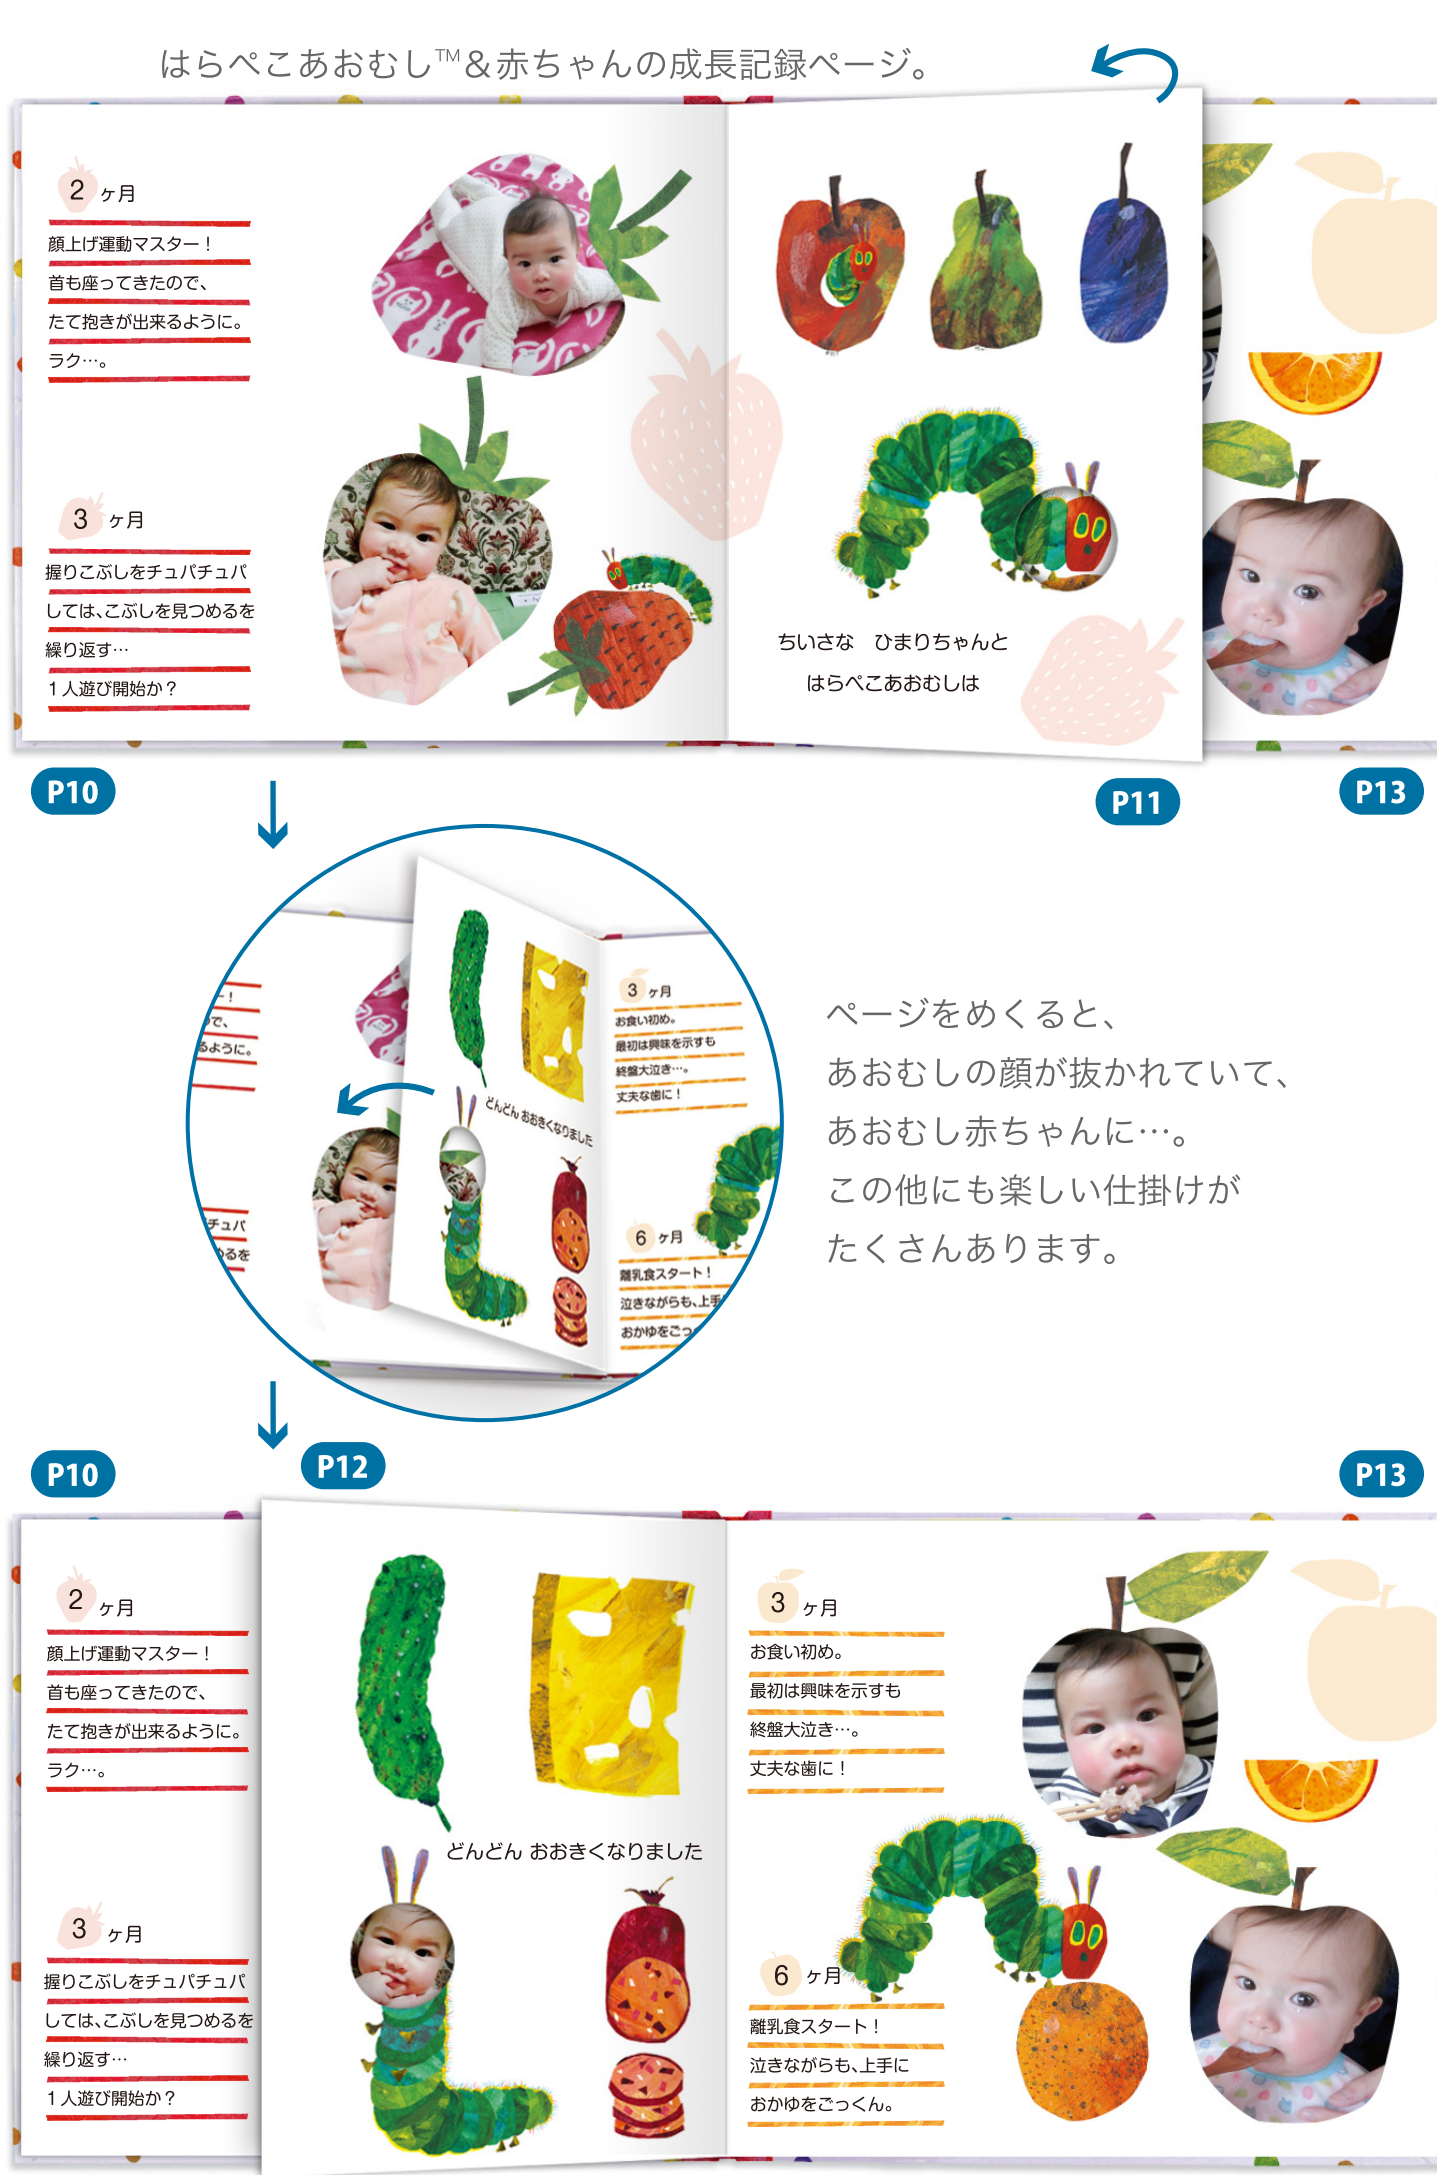 はらぺこあおむし™&赤ちゃんの成長記録ページ。
2 ヶ月
顔上げ運動マスター！
首も座ってきたので、
たて抱きが出来るように。
ラク…。
3 ヶ月
握りこぶしをチュパチュパ
しては、こぶしを見つめるを
繰り返す…
1人遊び開始か？
ちいさな　ひまりちゃんと
はらぺこあおむしは
P10
P11
P13
ー！
ので、
るように。
チュパ
めるを
どんどん おおきくなりました
3 ヶ月
お食い初め。
最初は興味を示すも
終盤大泣き…。
丈夫な歯に！
6 ヶ月
離乳食スタート！
泣きながらも、上手
おかゆをごっ
ページをめくると、
あおむしの顔が抜かれていて、
あおむし赤ちゃんに…。
この他にも楽しい仕掛けが
たくさんあります。
P10
P12
P13
2 ヶ月
顔上げ運動マスター！
首も座ってきたので、
たて抱きが出来るように。
ラク…。
3 ヶ月
握りこぶしをチュパチュパ
しては、こぶしを見つめるを
繰り返す…
1人遊び開始か？
どんどん おおきくなりました
3 ヶ月
お食い初め。
最初は興味を示すも
終盤大泣き…。
丈夫な歯に！
6 ヶ月
離乳食スタート！
泣きながらも、上手に
おかゆをごっくん。